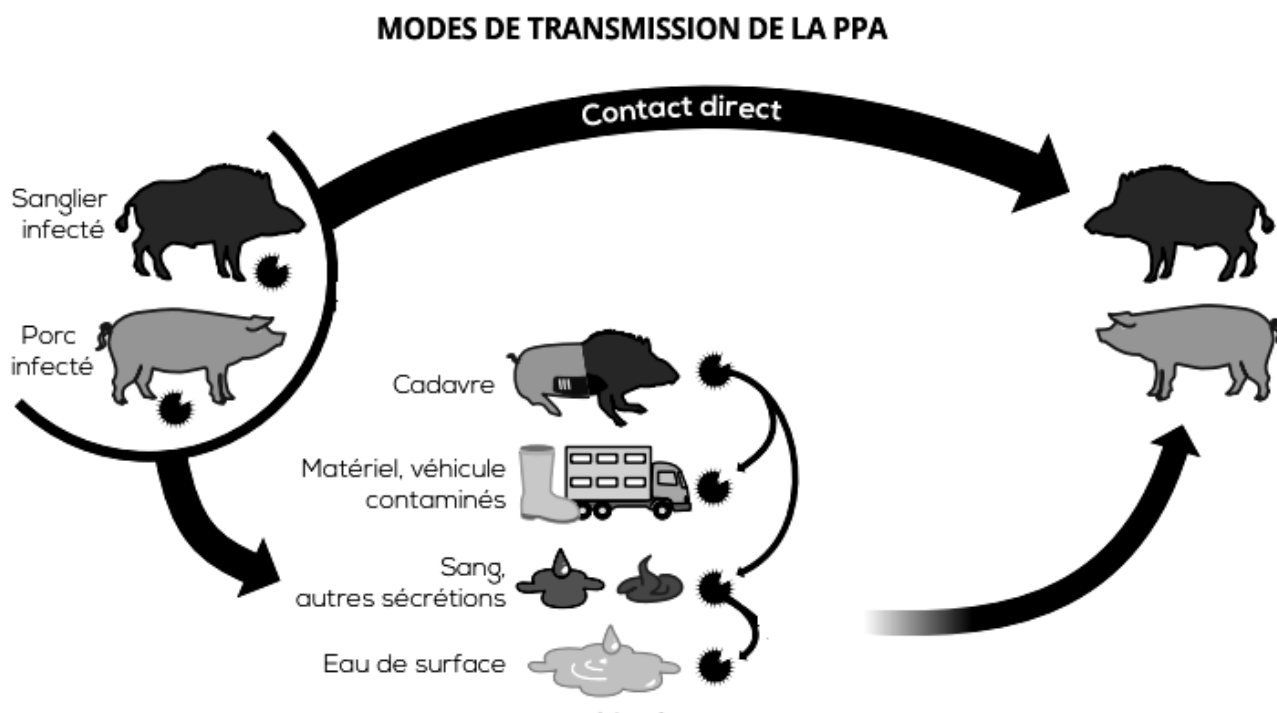 MODES DE TRANSMISSION DE LA PPA
Contact direct
Sanglier
infecté
Porc
infecté
Cadavre
Matériel, véhicule
contaminés
Sang,
autres sécrétions
Eau de surface